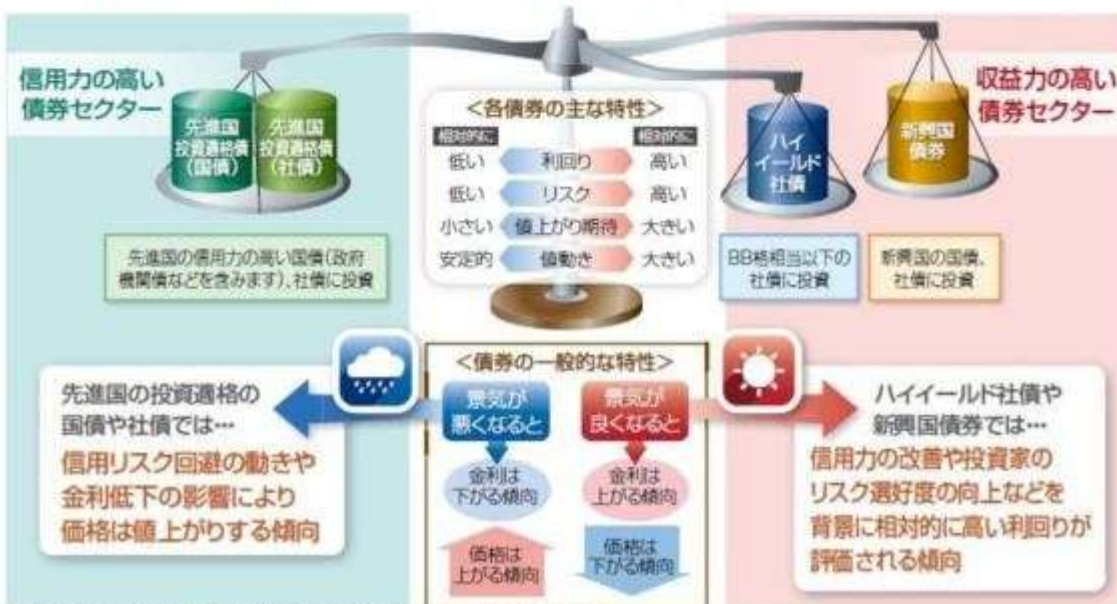 信用力の高い
債券セクター
先進国
投資適格債
（国債）
先進国
投資適格債
（社債）
先進国の信用力の高い国債(政府
機関債などを含みます)、社債に投資
＜各債券の主な特性＞
相対的に 相対的に
低い 利回り 高い
低い リスク 高い
小さい 値上がり期待 大きい
安定的 値動き 大きい
収益力の高い
債券セクター
ハイ
イールド
社債
新興国
債券
BB格相当以下の
社債に投資
新興国の国債、
社債に投資
先進国の投資適格の
国債や社債では…
信用リスク回避の動きや
金利低下の影響により
価格は値上がりする傾向
＜債券の一般的な特性＞
景気が
悪くなると
金利は
下がる傾向
価格は
上がる傾向
景気が
良くなると
金利は
上がる傾向
価格は
下がる傾向
ハイイールド社債や
新興国債券では…
信用力の改善や投資家の
リスク選好度の向上などを
背景に相対的に高い利回りが
評価される傾向